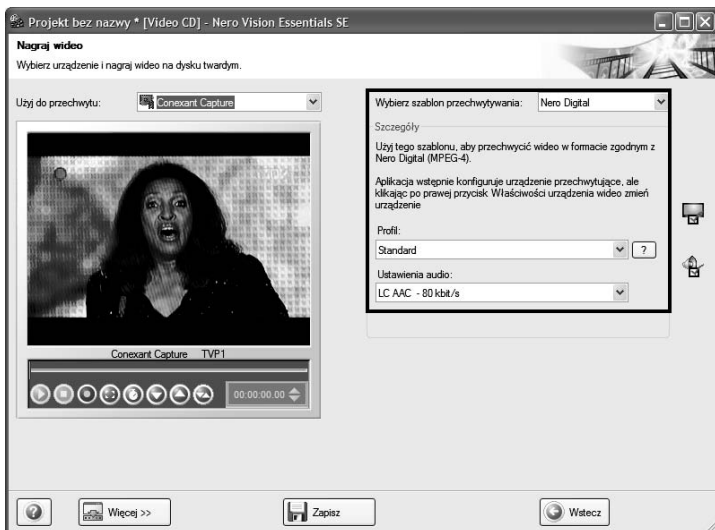 Projekt bez nazwy * [Video CD] - Nero Vision Essentials SE
Nagraj wideo
Wybierz urządzenie i nagraj wideo na dysku twardym.
Użyj do przechwytu:
Conexant Capture
Wybierz szablon przechwytywania:
Nero Digital
Szczegóły
Użyj tego szablonu, aby przechwycić wideo w formacie zgodnym z
Nero Digital (MPEG-4).
Aplikacja wstępnie konfiguruje urządzenie przechwytujące, ale
klikając po prawej przycisk Właściwości urządzenia wideo zmień
urządzenie
Profil:
Standard
?
Ustawienia audio:
LC AAC - 80 kbit/s
Conexant Capture TVP1
00:00:00.00
?
Więcej >>
Zapisz
Wstecz